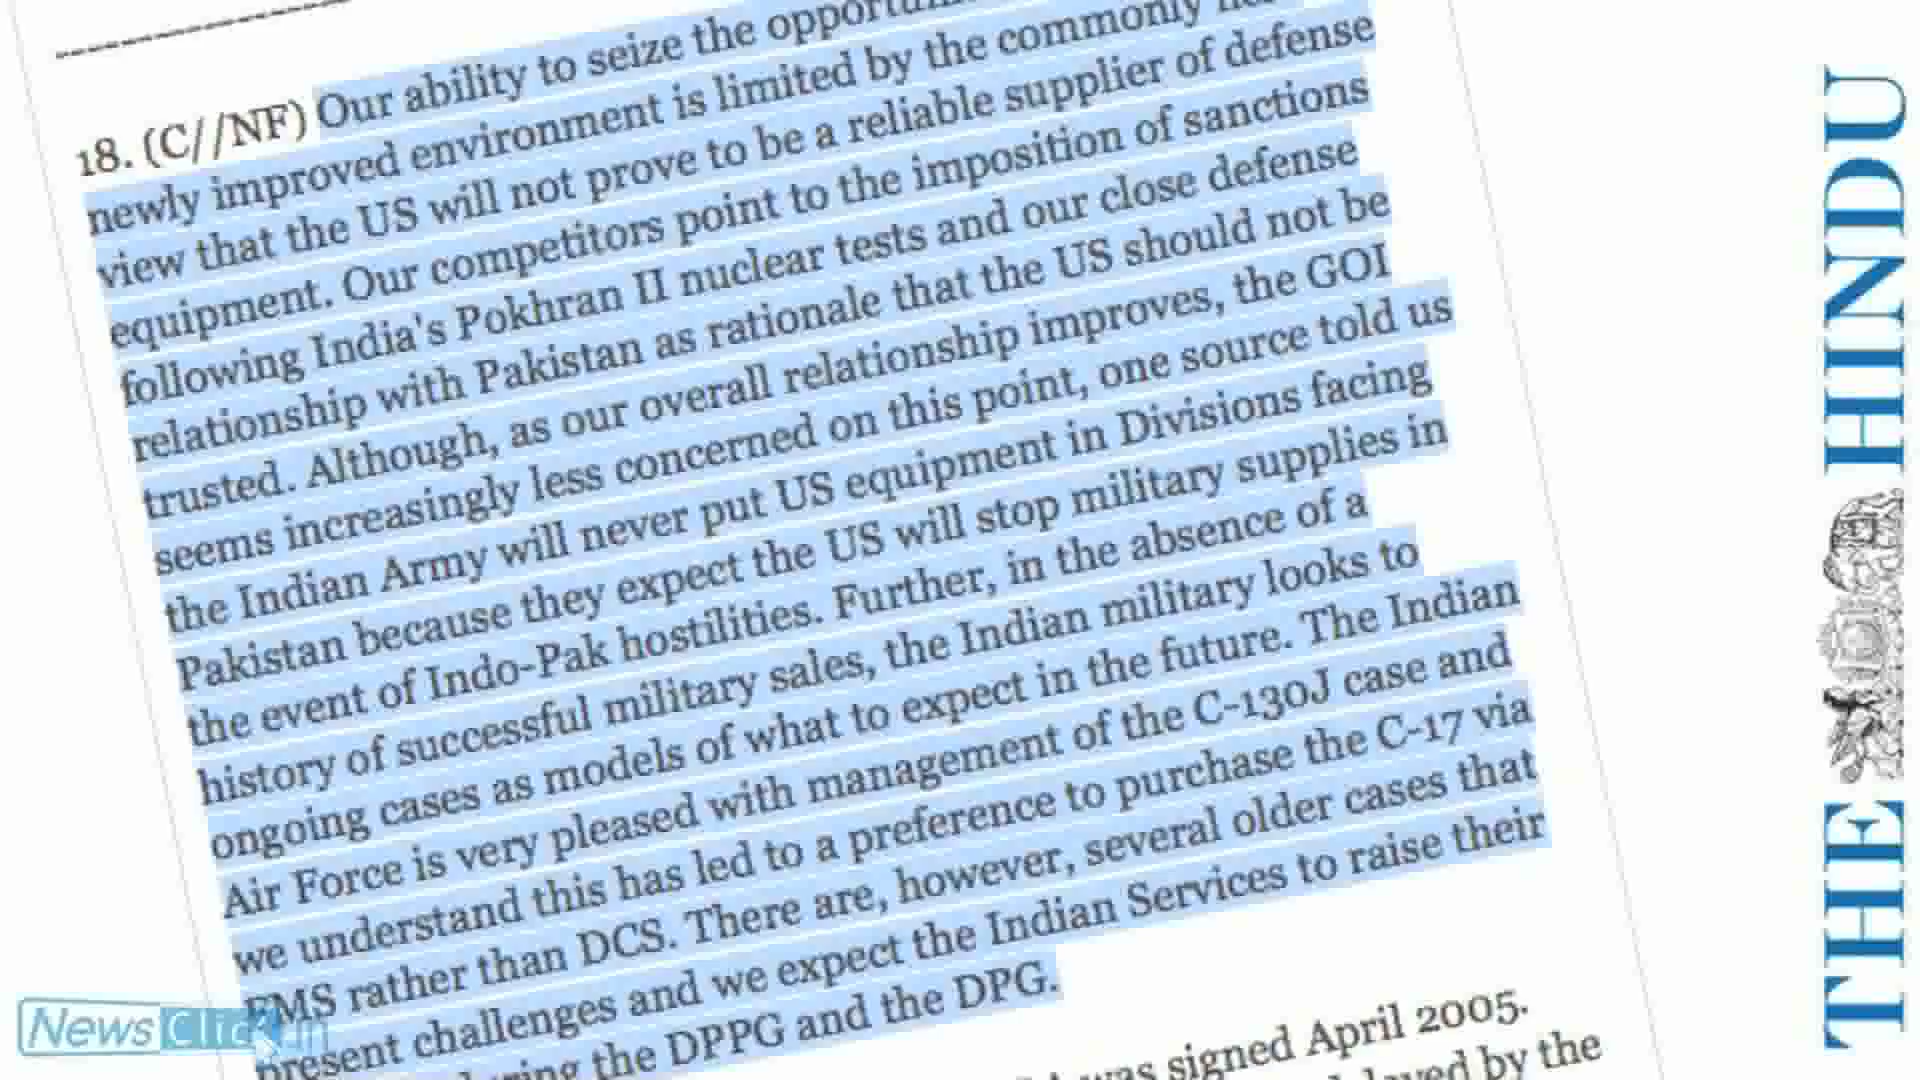 18. (C//NF) Our ability to seize the
newly improved environment is limited by the commonly
view that the US will not prove to be a reliable supplier of defense
equipment. Our competitors point to the imposition of sanctions
following India's Pokhran II nuclear tests and our close defense
relationship with Pakistan as rationale that the US should not be
trusted. Although, as our overall relationship improves, the GOI
seems increasingly less concerned on this point, one source told us
the Indian Army will never put US equipment in Divisions facing
Pakistan because they expect the US will stop military supplies in
the event of Indo-Pak hostilities. Further, in the absence of a
history of successful military sales, the Indian military looks to
ongoing cases as models of what to expect in the future. The Indian
Air Force is very pleased with management of the C-130J case and
we understand this has led to a preference to purchase the C-17 via
FMS rather than DCS. There are, however, several older cases that
present challenges and we expect the Indian Services to raise their
the DPPG and the DPG.
was signed April 2005.
by the
THE HINDU
NewsClick.in